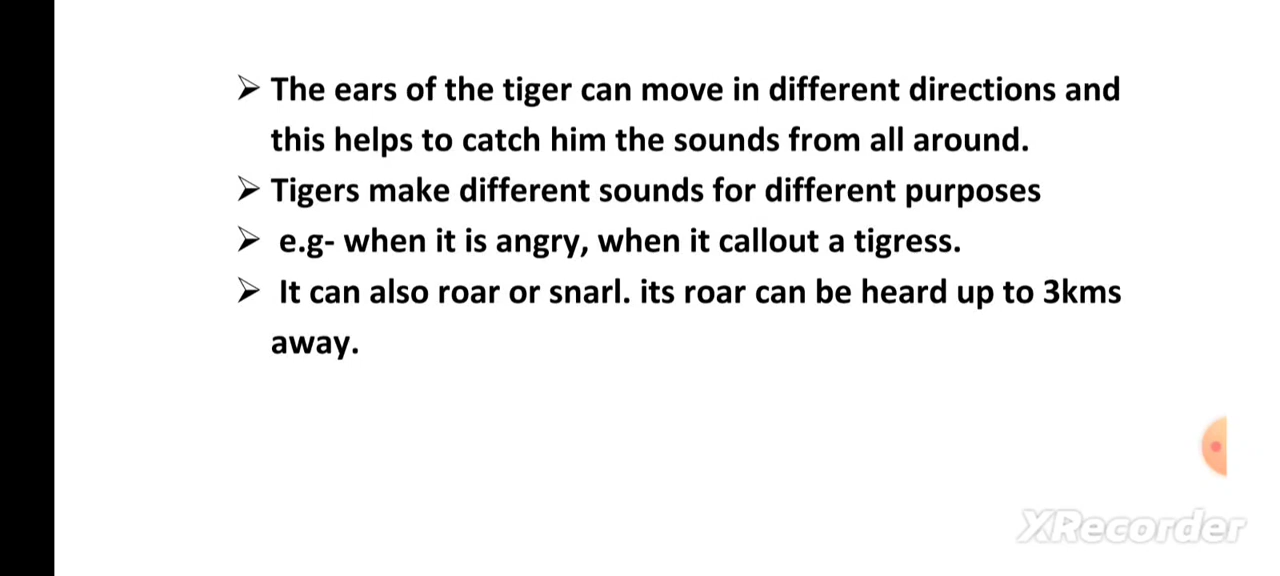 ➢ The ears of the tiger can move in different directions and
this helps to catch him the sounds from all around.
➢ Tigers make different sounds for different purposes
➢ e.g- when it is angry, when it callout a tigress.
➢ It can also roar or snarl. its roar can be heard up to 3kms
away.
XRecorder